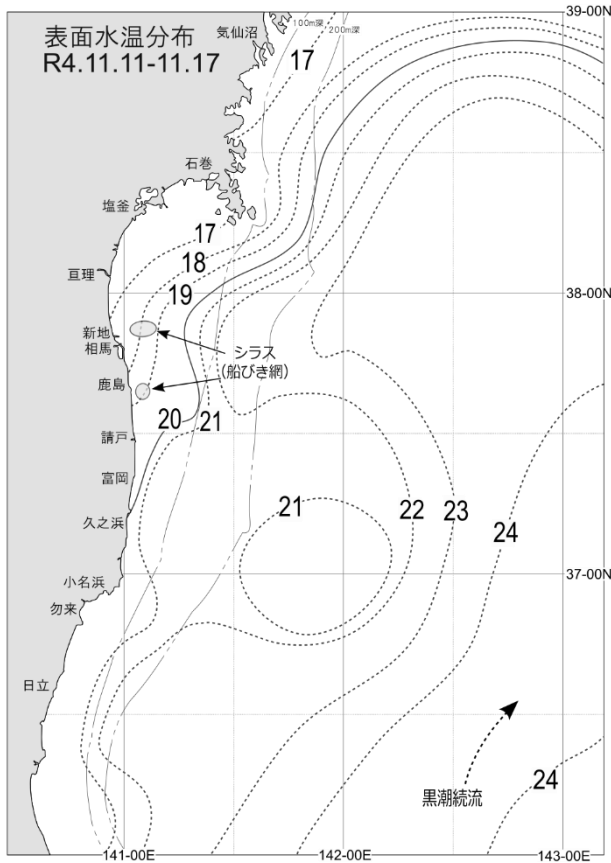 39-00N
表面水温分布
R4.11.11-11.17
気仙沼
100m深
200m深
17
石巻
塩釜
17
18
亘理
19
38-00N
新地
相馬
シラス
(船びき網)
鹿島
20
21
請戸
富岡
21
22
23
24
久之浜
37-00N
小名浜
勿来
日立
24
黒潮続流
141-00E
142-00E
143-00E